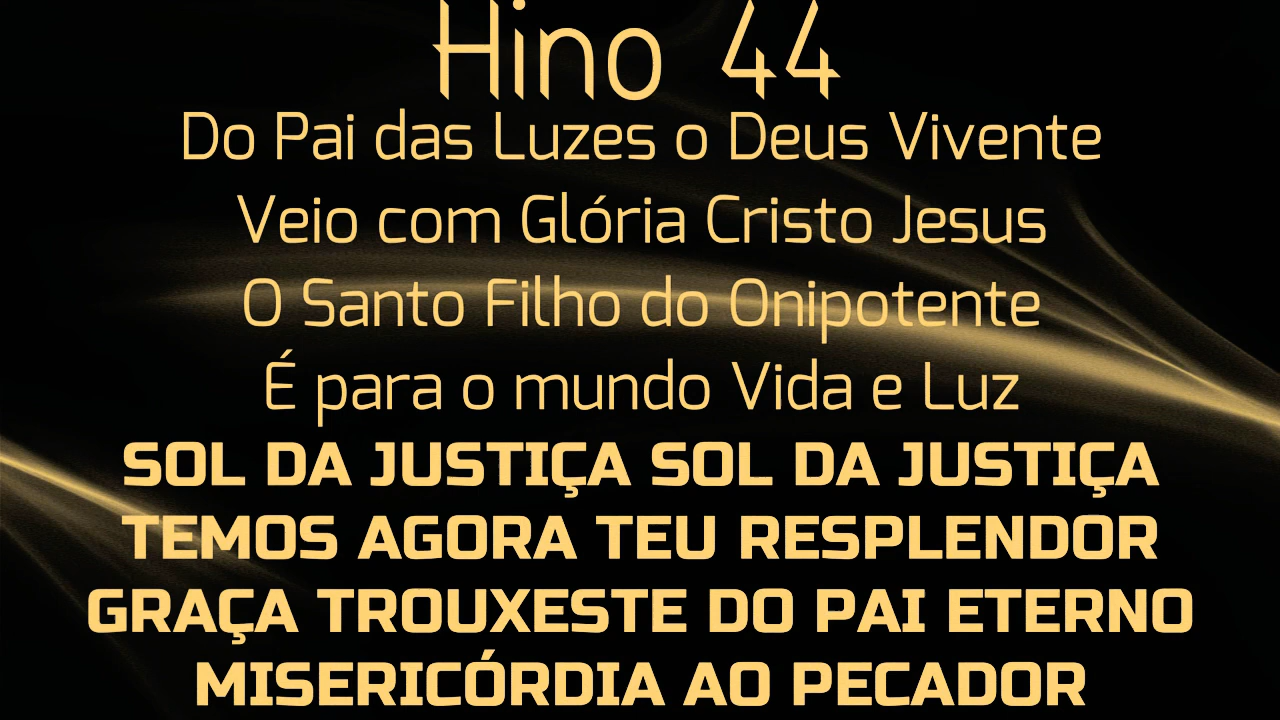 Hino 44
Do Pai das Luzes o Deus Vivente
Veio com Glória Cristo Jesus
O Santo Filho do Onipotente
É para o mundo Vida e Luz
SOL DA JUSTIÇA SOL DA JUSTIÇA
TEMOS AGORA TEU RESPLENDOR
GRAÇA TROUXESTE DO PAI ETERNO
MISERICÓRDIA AO PECADOR